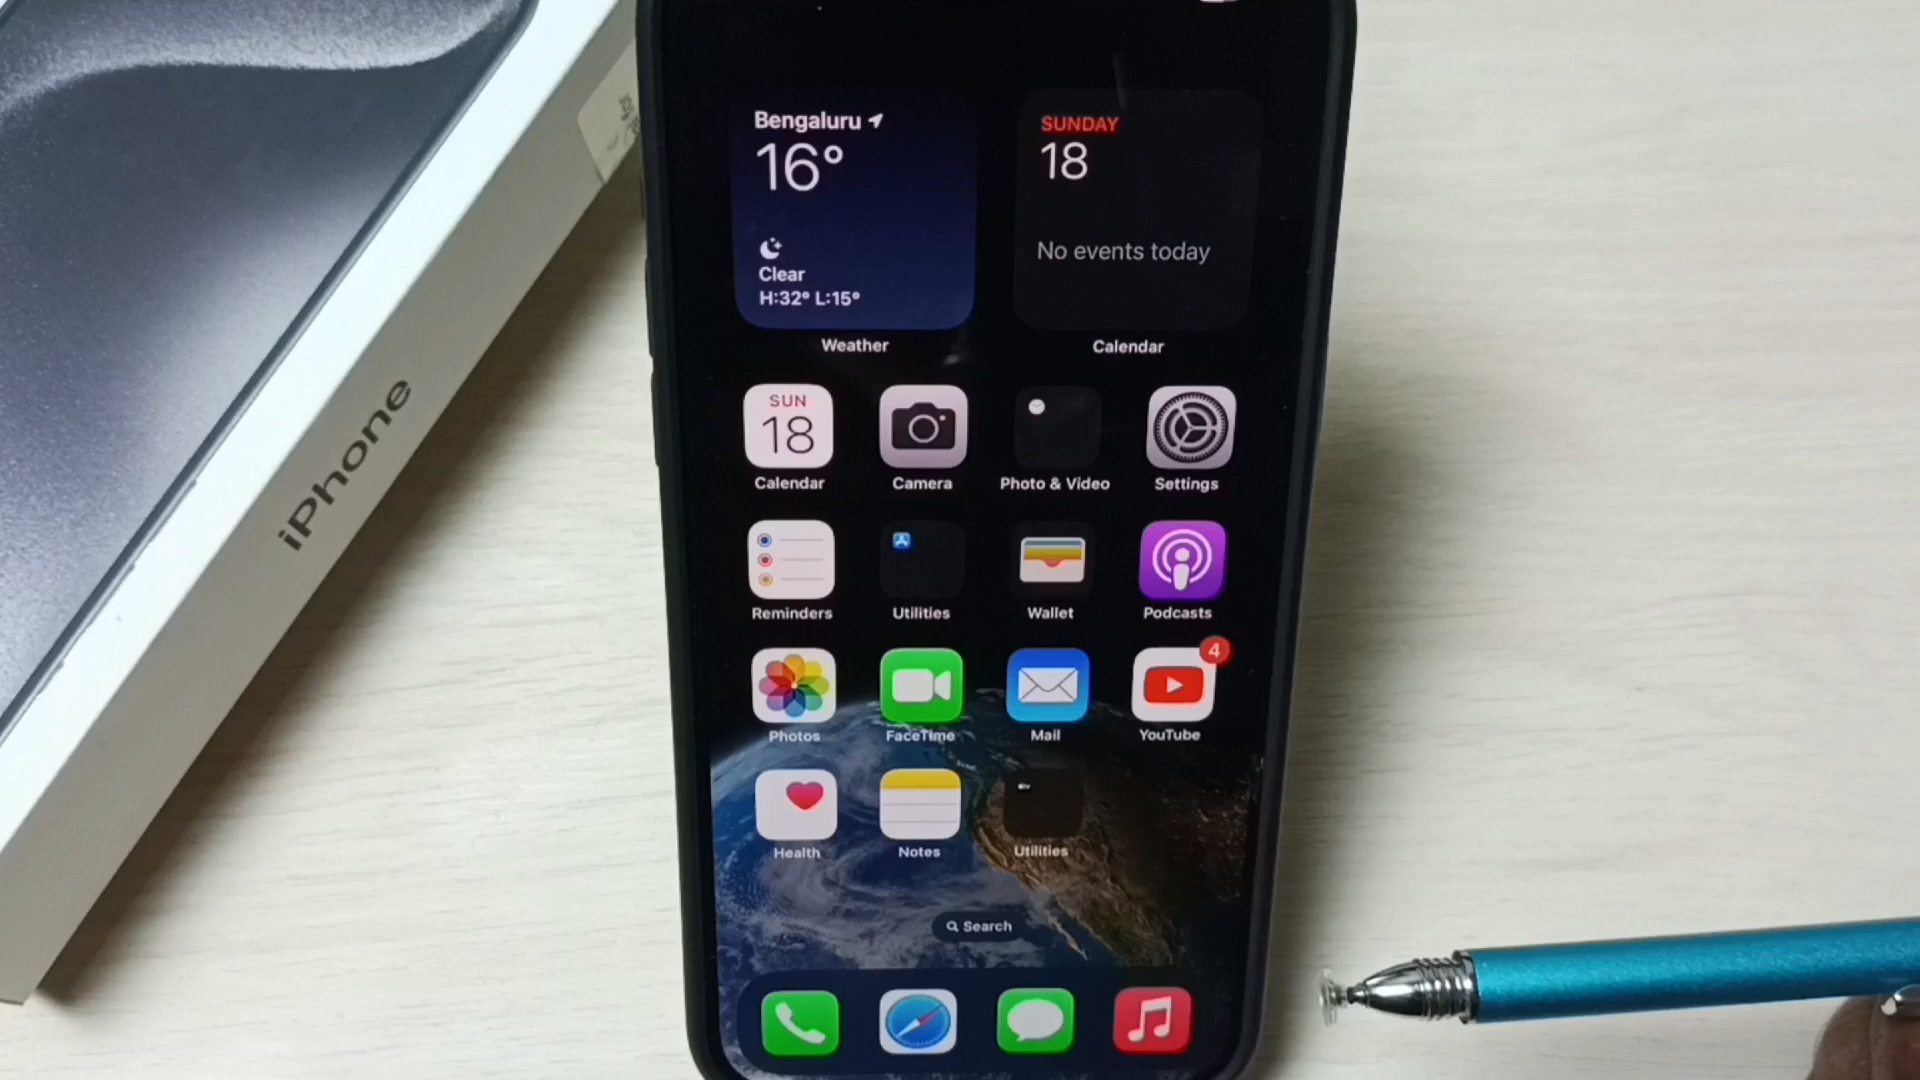 iPhone
Bengaluru
16°
Clear
H:32° L:15°
Weather
SUNDAY
18
No events today
Calendar
SUN
18
Calendar
Camera
Photo & Video
Settings
Reminders
Utilities
Wallet
Podcasts
4
Photos
FaceTime
Mail
YouTube
Health
Notes
Utilities
Search